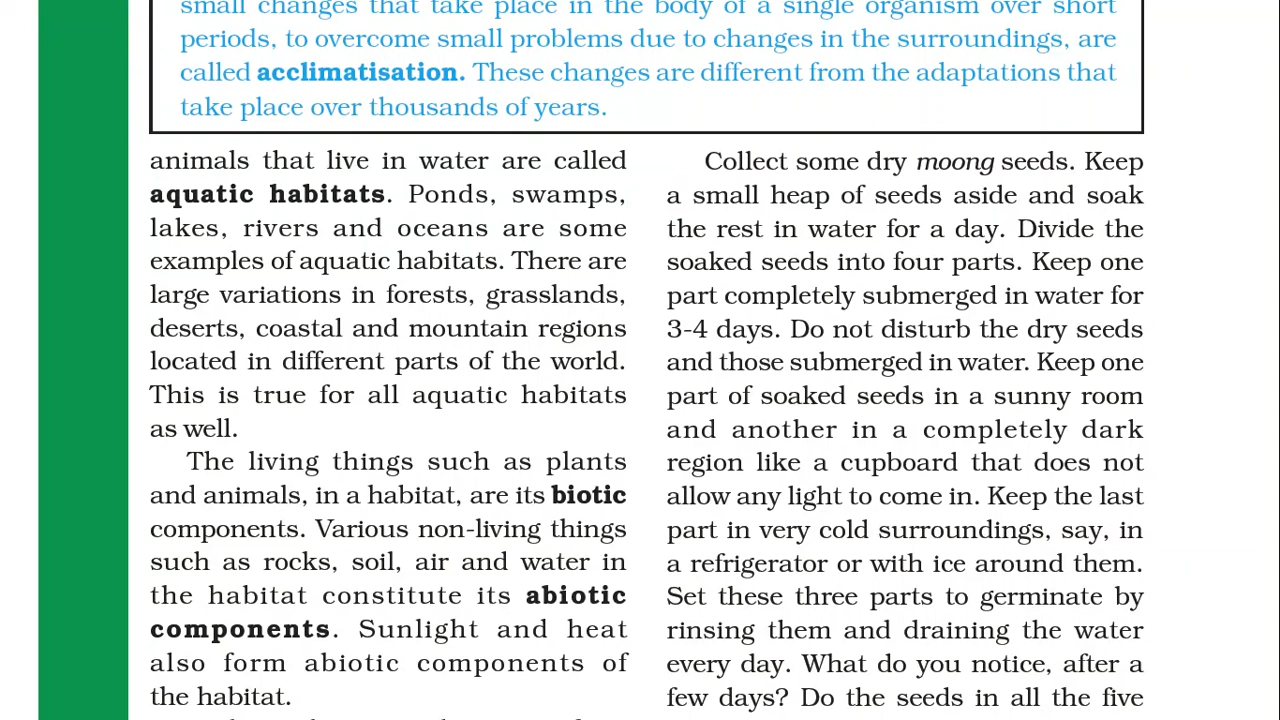 small changes that take place in the body of a single organism over short
periods, to overcome small problems due to changes in the surroundings, are
called acclimatisation. These changes are different from the adaptations that
take place over thousands of years.
animals that live in water are called
aquatic habitats. Ponds, swamps,
lakes, rivers and oceans are some
examples of aquatic habitats. There are
large variations in forests, grasslands,
deserts, coastal and mountain regions
located in different parts of the world.
This is true for all aquatic habitats
as well.
The living things such as plants
and animals, in a habitat, are its biotic
components. Various non-living things
such as rocks, soil, air and water in
the habitat constitute its abiotic
components. Sunlight and heat
also form abiotic components of
the habitat.
Collect some dry moong seeds. Keep
a small heap of seeds aside and soak
the rest in water for a day. Divide the
soaked seeds into four parts. Keep one
part completely submerged in water for
3-4 days. Do not disturb the dry seeds
and those submerged in water. Keep one
part of soaked seeds in a sunny room
and another in a completely dark
region like a cupboard that does not
allow any light to come in. Keep the last
part in very cold surroundings, say, in
a refrigerator or with ice around them.
Set these three parts to germinate by
rinsing them and draining the water
every day. What do you notice, after a
few days? Do the seeds in all the five